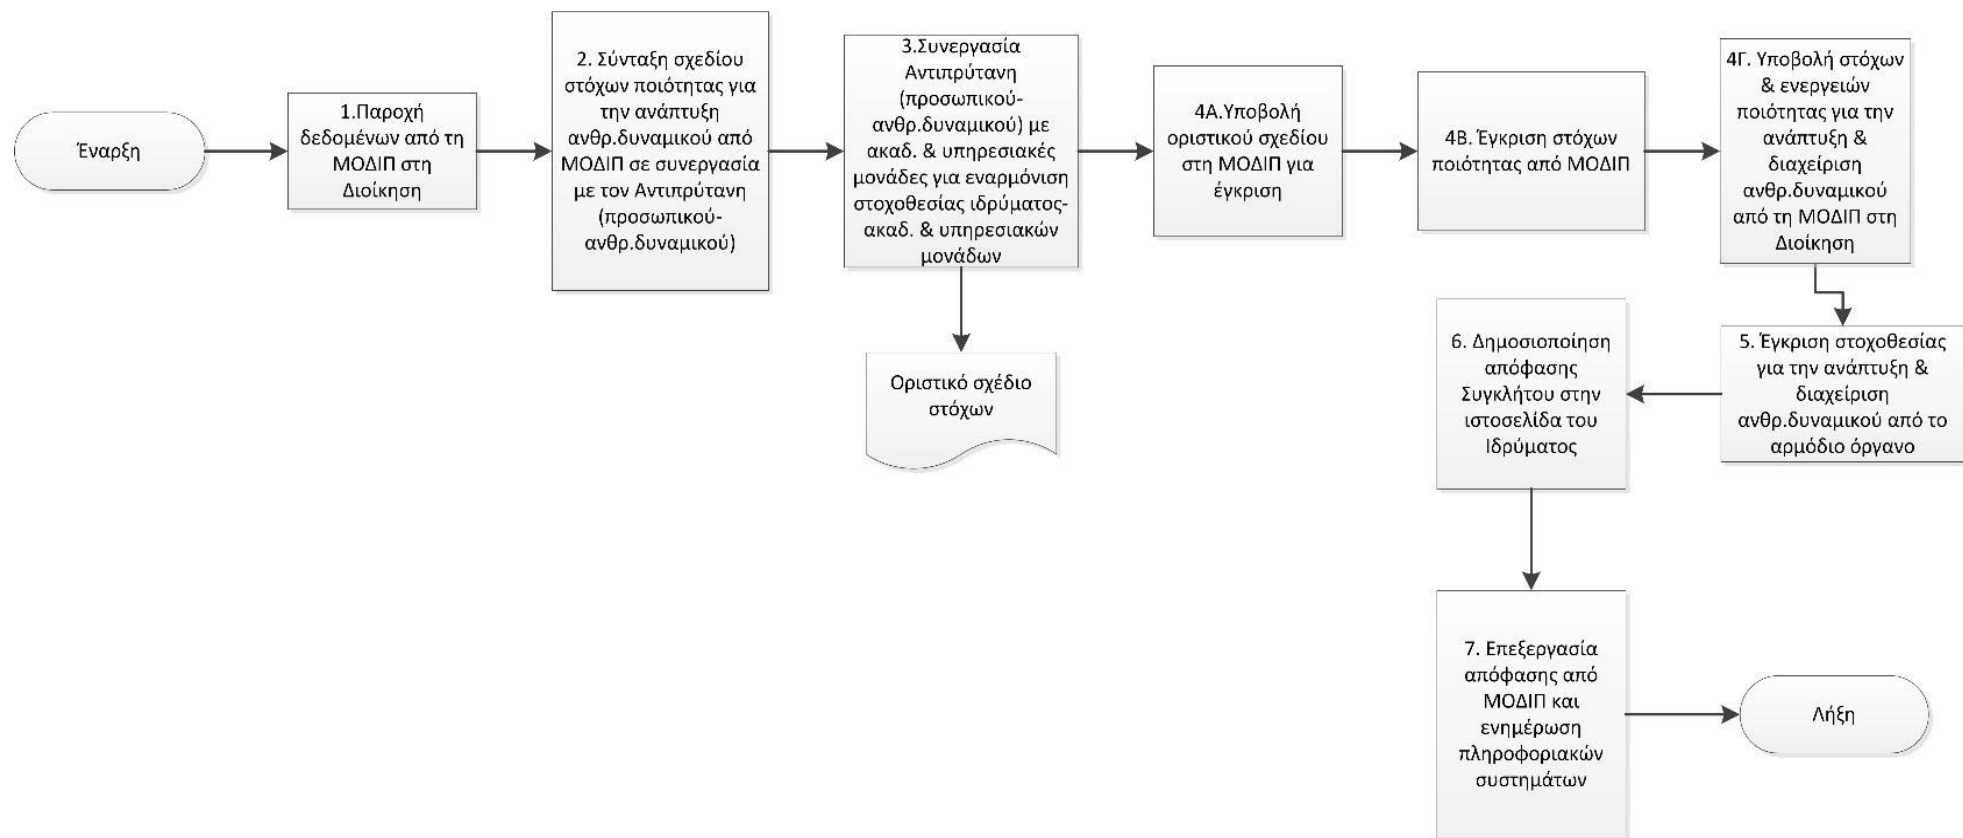 Έναρξη
1.Παροχή
δεδομένων από τη
ΜΟΔΙΠ στη
Διοίκηση
2. Σύνταξη σχεδίου
στόχων ποιότητας για
την ανάπτυξη
ανθρ.δυναμικού από
ΜΟΔΙΠ σε συνεργασία
με τον Αντιπρύτανη
(προσωπικού-
ανθρ.δυναμικού)
3.Συνεργασία
Αντιπρύτανη
(προσωπικού-
ανθρ.δυναμικού) με
ακαδ. & υπηρεσιακές
μονάδες για εναρμόνιση
στοχοθεσίας ιδρύματος-
ακαδ. & υπηρεσιακών
μονάδων
Οριστικό σχέδιο
στόχων
4Α.Υποβολή
οριστικού σχεδίου
στη ΜΟΔΙΠ για
έγκριση
4Β. Έγκριση στόχων
ποιότητας από ΜΟΔΙΠ
4Γ. Υποβολή στόχων
& ενεργειών
ποιότητας για την
ανάπτυξη &
διαχείριση
ανθρ.δυναμικού
από τη ΜΟΔΙΠ στη
Διοίκηση
5. Έγκριση στοχοθεσίας
για την ανάπτυξη &
διαχείριση
ανθρ.δυναμικού από το
αρμόδιο όργανο
6. Δημοσιοποίηση
απόφασης
Συγκλήτου στην
ιστοσελίδα του
Ιδρύματος
7. Επεξεργασία
απόφασης από
ΜΟΔΙΠ και
ενημέρωση
πληροφοριακών
συστημάτων
Λήξη